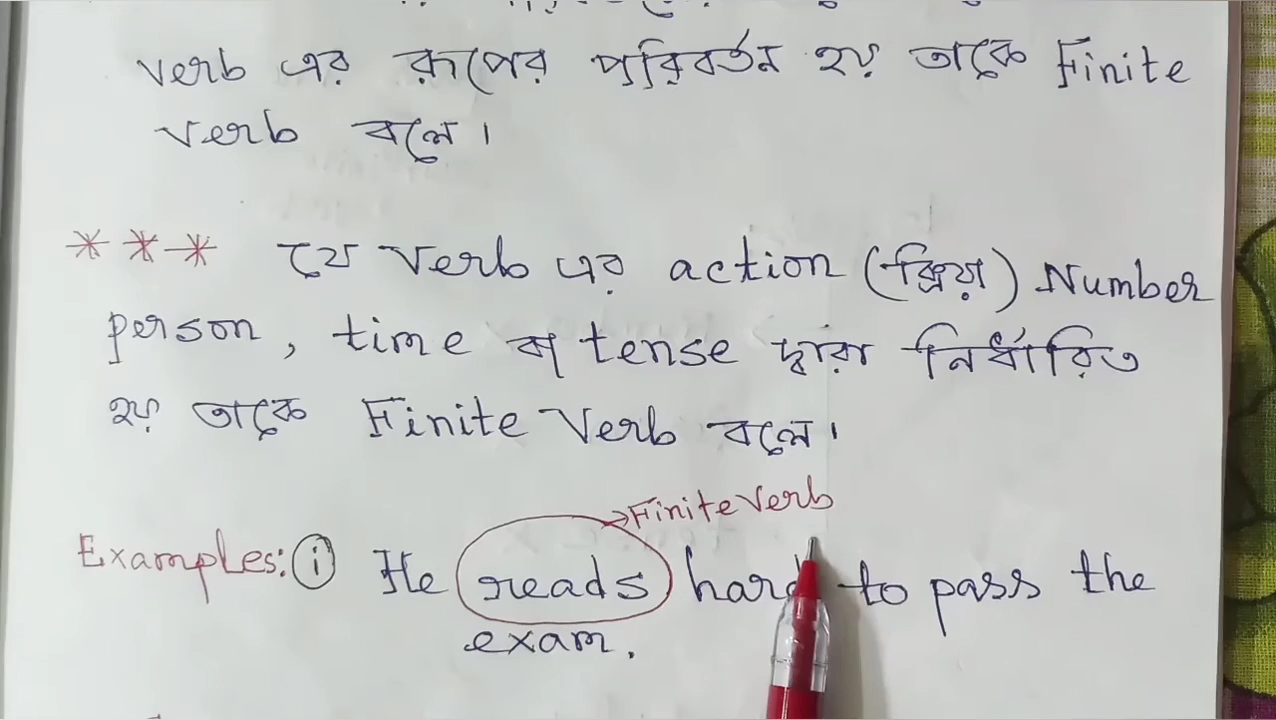 verb এর রূপের পরিবর্তন হয় তাকে Finite
verb বলে।
*** যে verb এর action (ক্রিয়া) Number
person, time বা tense দ্বারা নির্ধারিত
হয় তাকে Finite Verb বলে।
→Finite Verb
Examples: (i) He reads hard to pass the
exam.